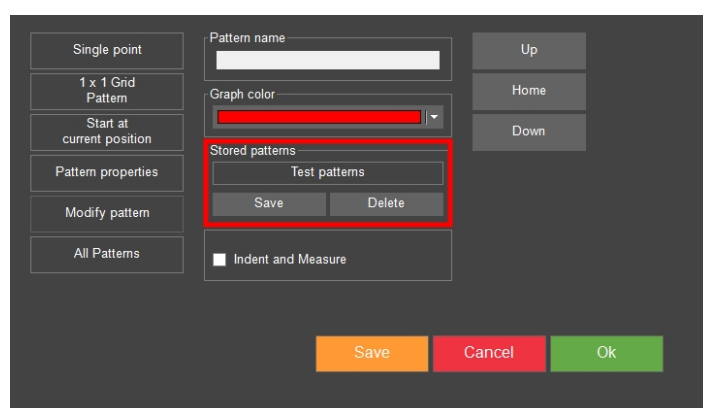 Single point
1 x 1 Grid
Pattern
Start at
current position
Pattern properties
Modify pattern
All Patterns
Pattern name
Graph color
Stored patterns
Test patterns
Save
Delete
Indent and Measure
Up
Home
Down
Save
Cancel
Ok